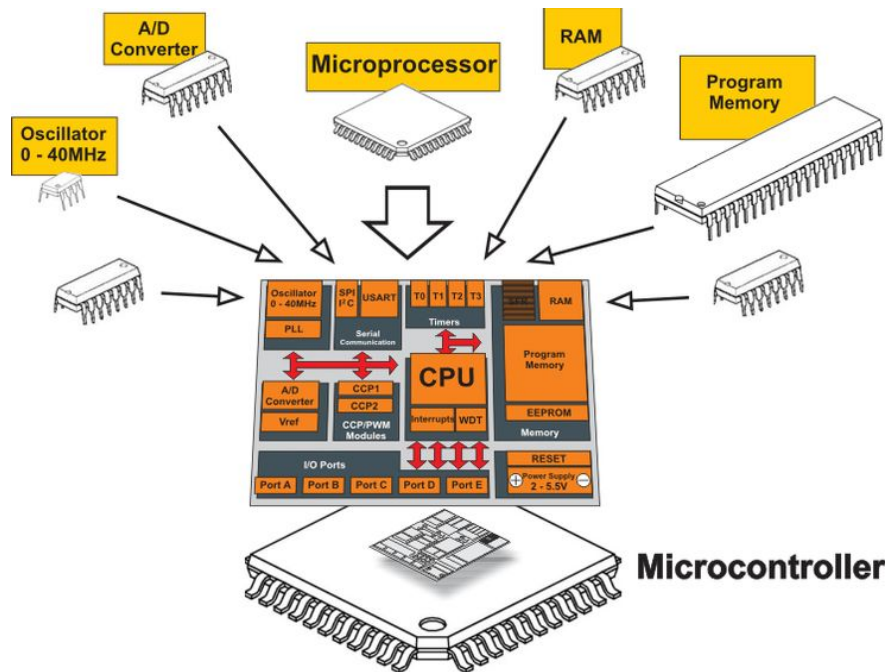 A/D
Converter
Microprocessor
RAM
Program
Memory
Oscillator
0 - 40MHz
Oscillator
0 - 40MHz
PLL
SPI
I²C
USART
Serial
Communication
T0 T1 T2 T3
Timers
RAM
Program
Memory
EEPROM
Memory
A/D
Converter
Vref
CCP1
CCP2
CCP/PWM
Modules
CPU
Interrupts WDT
I/O Ports
Port A Port B Port C Port D Port E
RESET
Power Supply
2 - 5.5V
Microcontroller